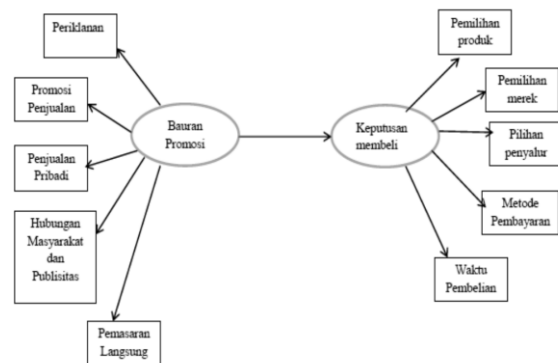 Periklanan
Promosi
Penjualan
Penjualan
Pribadi
Hubungan
Masyarakat
dan
Publisitas
Pemasaran
Langsung
Bauran
Promosi
Keputusan
membeli
Pemilihan
produk
Pemilihan
merek
Pilihan
penyalur
Metode
Pembayaran
Waktu
Pembelian